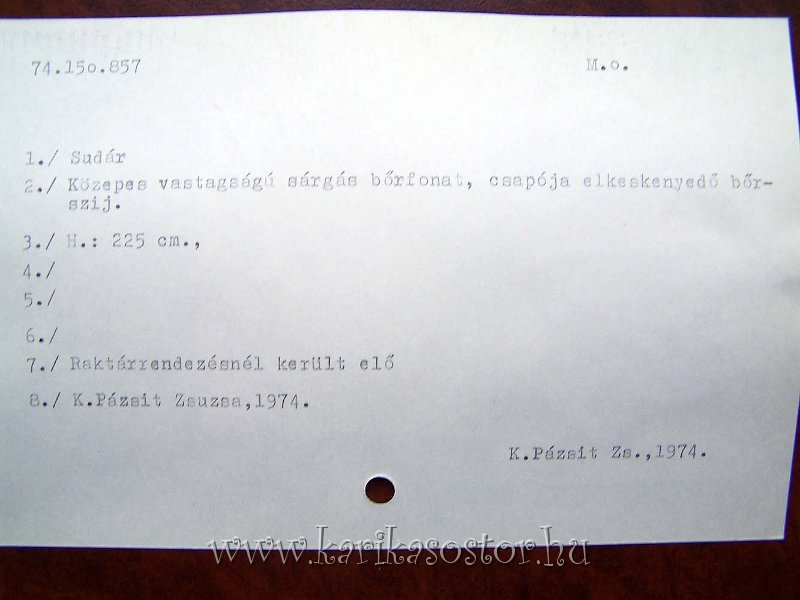 74.15o.857 M.o.
1./ Sudár
2./ Közepes vastagságú sárgás bőrfonat, csapója elkeskenyedő bőr-
szij.
3./ H.: 225 cm.,
4./
5./
6./
7./ Raktárrendezésnél került elő
8./ K.Pázsit Zsuzsa,1974.
K.Pázsit Zs.,1974.
www.karikasostor.hu